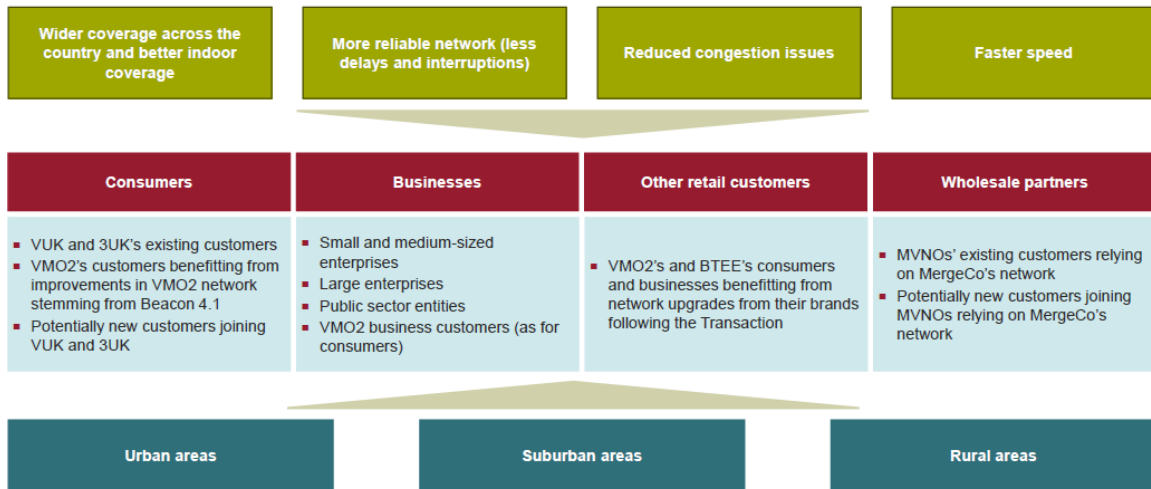 Wider coverage across the
country and better indoor
coverage
More reliable network (less
delays and interruptions)
Reduced congestion issues
Faster speed
Consumers
Businesses
Other retail customers
Wholesale partners
▪ VUK and 3UK's existing customers
▪ VMO2's customers benefitting from
improvements in VMO2 network
stemming from Beacon 4.1
▪ Potentially new customers joining
VUK and 3UK
▪ Small and medium-sized
enterprises
▪ Large enterprises
▪ Public sector entities
▪ VMO2 business customers (as for
consumers)
▪ VMO2's and BTEE's consumers
and businesses benefitting from
network upgrades from their brands
following the Transaction
▪ MVNOs' existing customers relying
on MergeCo's network
▪ Potentially new customers joining
MVNOs relying on MergeCo's
network
Urban areas
Suburban areas
Rural areas